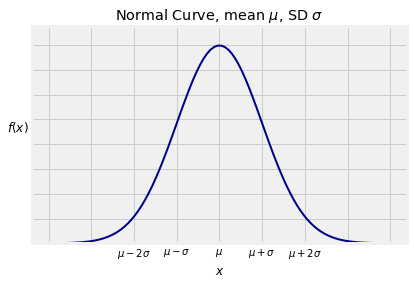 Normal Curve, mean μ, SD σ
f(x)
μ − 2σ μ − σ μ μ + σ μ + 2σ
x